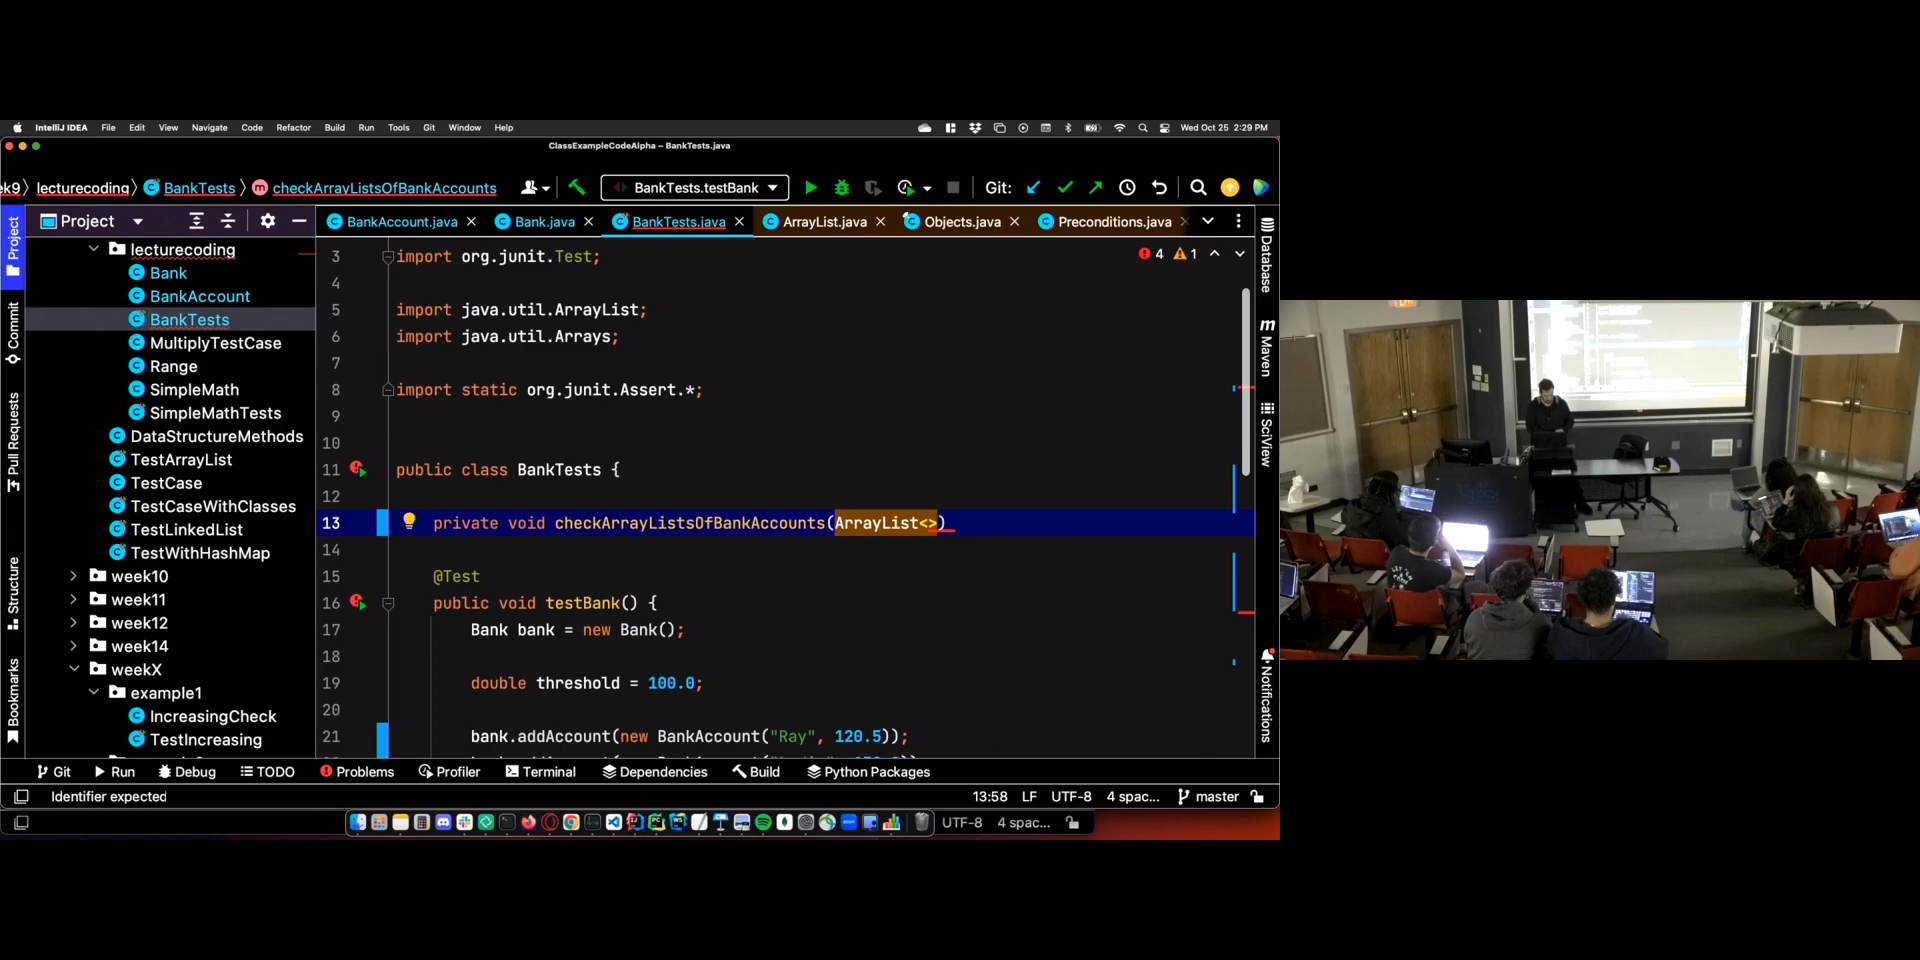 IntelliJ IDEA File Edit View Navigate Code Refactor Build Run Tools Git Window Help Wed Oct 25 2:29 PM
ClassExampleCodeAlpha – BankTests.java
ek9 lecturecoding BankTests checkArrayListsOfBankAccounts BankTests.testBank Git:
Project BankAccount.java Bank.java BankTests.java ArrayList.java Objects.java Preconditions.java
Project
Commit
Pull Requests
Structure
Bookmarks
lecturecoding
Bank
BankAccount
BankTests
MultiplyTestCase
Range
SimpleMath
SimpleMathTests
DataStructureMethods
TestArrayList
TestCase
TestCaseWithClasses
TestLinkedList
TestWithHashMap
week10
week11
week12
week14
weekX
example1
IncreasingCheck
TestIncreasing
4 1
3 import org.junit.Test;
4
5 import java.util.ArrayList;
6 import java.util.Arrays;
7
8 import static org.junit.Assert.*;
9
10
11 public class BankTests {
12
13 private void checkArrayListsOfBankAccounts(ArrayList<>)
14
15 @Test
16 public void testBank() {
17 Bank bank = new Bank();
18
19 double threshold = 100.0;
20
21 bank.addAccount(new BankAccount("Ray", 120.5));
Database
Maven
SciView
Notifications
Git Run Debug TODO Problems Profiler Terminal Dependencies Build Python Packages
Identifier expected 13:58 LF UTF-8 4 spac... master
UTF-8 4 spac...